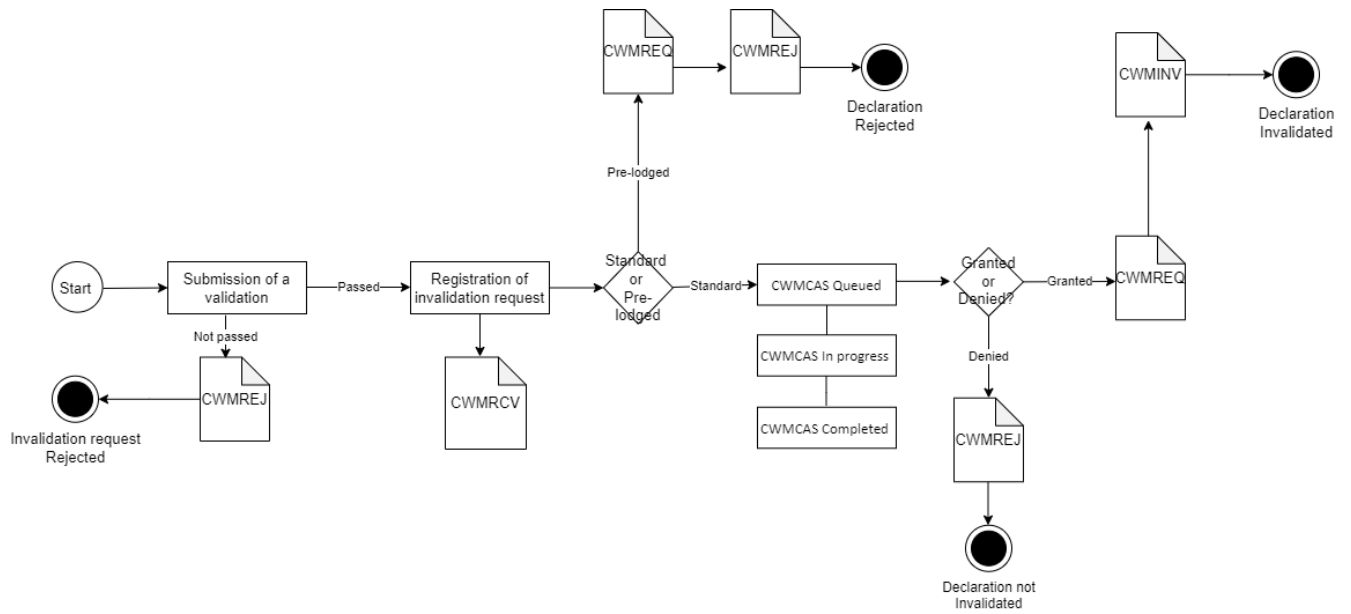 CWMREQ
CWMREJ
CWMINV
Declaration
Rejected
Declaration
Invalidated
Pre-lodged
Start
Submission of a
validation
Passed
Registration of
invalidation request
Standard
or
Pre-
lodged
Standard
CWMCAS Queued
Granted
or
Denied?
Granted
CWMREQ
Not passed
CWMCAS In progress
Denied
CWMREJ
CWMRCV
Invalidation request
Rejected
CWMCAS Completed
CWMREJ
Declaration not
Invalidated